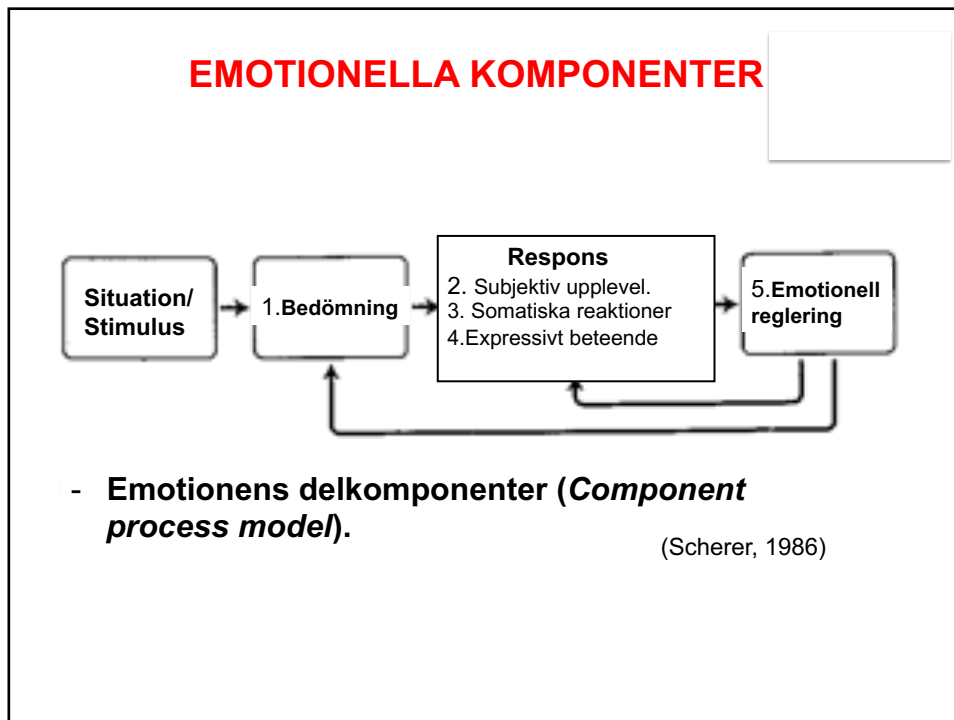 EMOTIONELLA KOMPONENTER
Situation/
Stimulus
1.Bedömning
Respons
2. Subjektiv upplevel.
3. Somatiska reaktioner
4.Expressivt beteende
5.Emotionell
reglering
- Emotionens delkomponenter (Component
process model).
(Scherer, 1986)